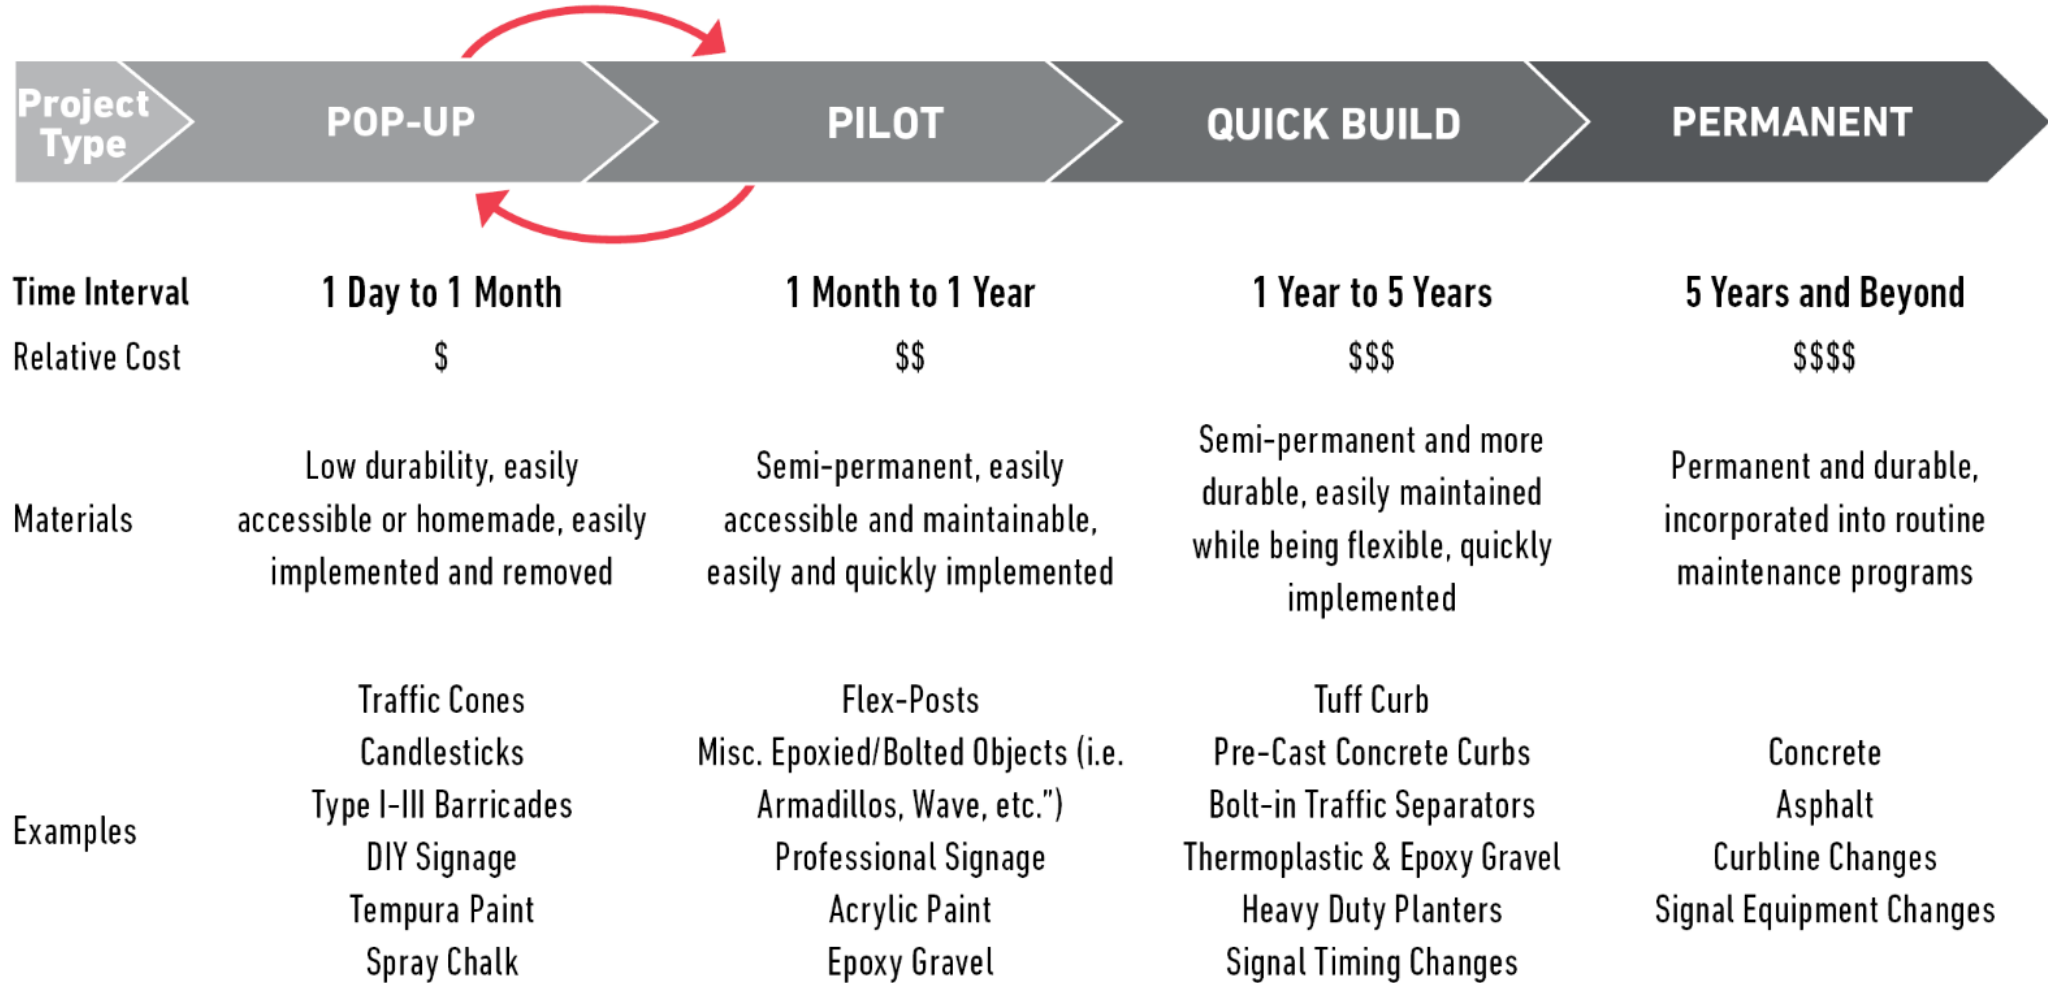 Project
Type
POP-UP
PILOT
QUICK BUILD
PERMANENT
Time Interval
1 Day to 1 Month
1 Month to 1 Year
1 Year to 5 Years
5 Years and Beyond
Relative Cost
$
$$
$$$
$$$$
Materials
Low durability, easily
accessible or homemade, easily
implemented and removed
Semi-permanent, easily
accessible and maintainable,
easily and quickly implemented
Semi-permanent and more
durable, easily maintained
while being flexible, quickly
implemented
Permanent and durable,
incorporated into routine
maintenance programs
Examples
Traffic Cones
Candlesticks
Type I-III Barricades
DIY Signage
Tempura Paint
Spray Chalk
Flex-Posts
Misc. Epoxied/Bolted Objects (i.e.
Armadillos, Wave, etc.”)
Professional Signage
Acrylic Paint
Epoxy Gravel
Tuff Curb
Pre-Cast Concrete Curbs
Bolt-in Traffic Separators
Thermoplastic & Epoxy Gravel
Heavy Duty Planters
Signal Timing Changes
Concrete
Asphalt
Curbline Changes
Signal Equipment Changes